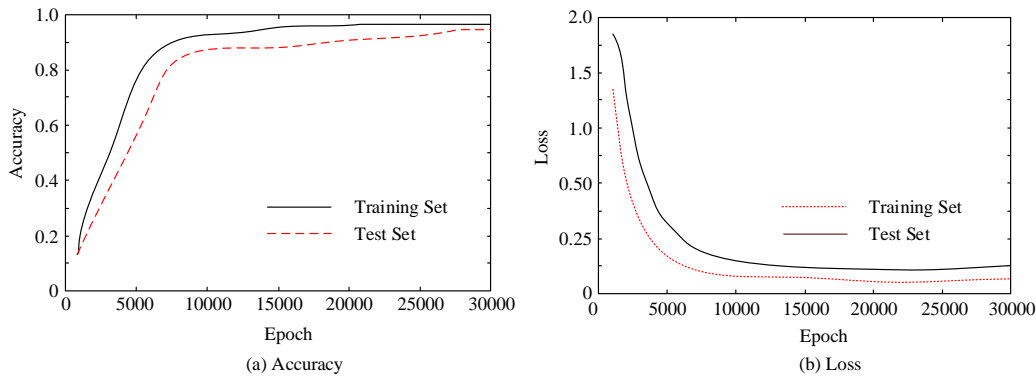 1.0
0.8
0.6
0.4
0.2
0
Accuracy
Training Set
Test Set
0 5000 10000 15000 20000 25000 30000
Epoch
(a) Accuracy
2.0
1.5
1.0
0.50
0.25
0
Loss
Training Set
Test Set
0 5000 10000 15000 20000 25000 30000
Epoch
(b) Loss